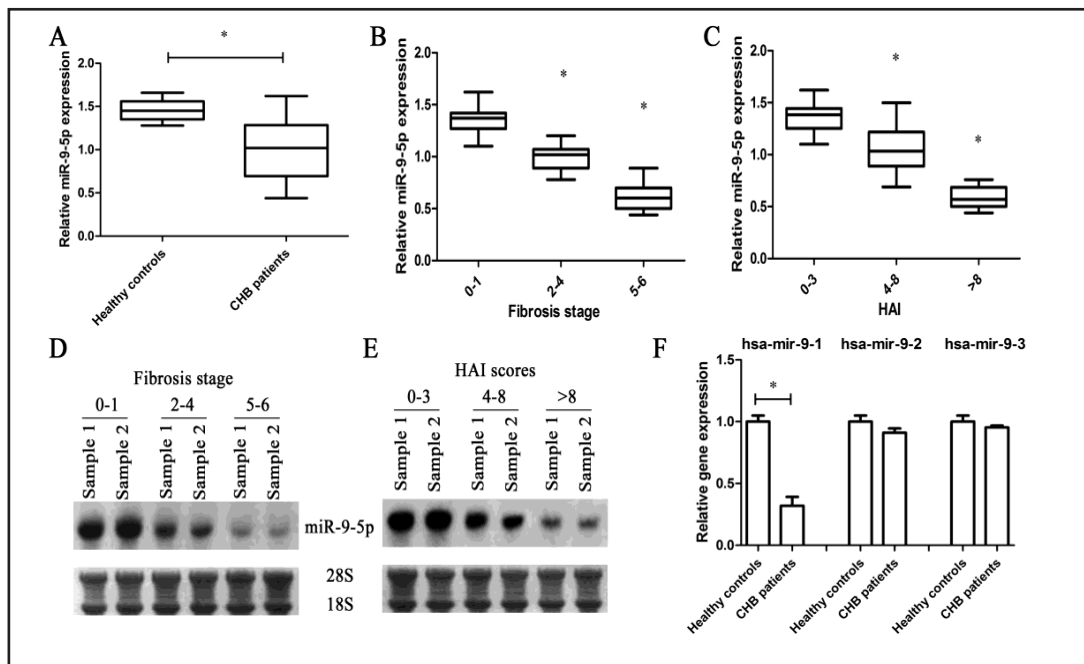 A
Relative miR-9-5p expression
2.0
1.5
1.0
0.5
0.0
*
Healthy controls
CHB patients
B
Relative miR-9-5p expression
2.0
1.5
1.0
0.5
0.0
*
*
0-1
2-4
5-6
Fibrosis stage
C
Relative miR-9-5p expression
2.0
1.5
1.0
0.5
0.0
*
*
0-3
4-8
>8
HAI
D
Fibrosis stage
0-1 2-4 5-6
Sample 1
Sample 2
Sample 1
Sample 2
Sample 1
Sample 2
miR-9-5p
28S
18S
E
HAI scores
0-3 4-8 >8
Sample 1
Sample 2
Sample 1
Sample 2
Sample 1
Sample 2
F
hsa-mir-9-1 hsa-mir-9-2 hsa-mir-9-3
Relative gene expression
1.5
1.0
0.5
0.0
*
Healthy controls
CHB patients
Healthy controls
CHB patients
Healthy controls
CHB patients